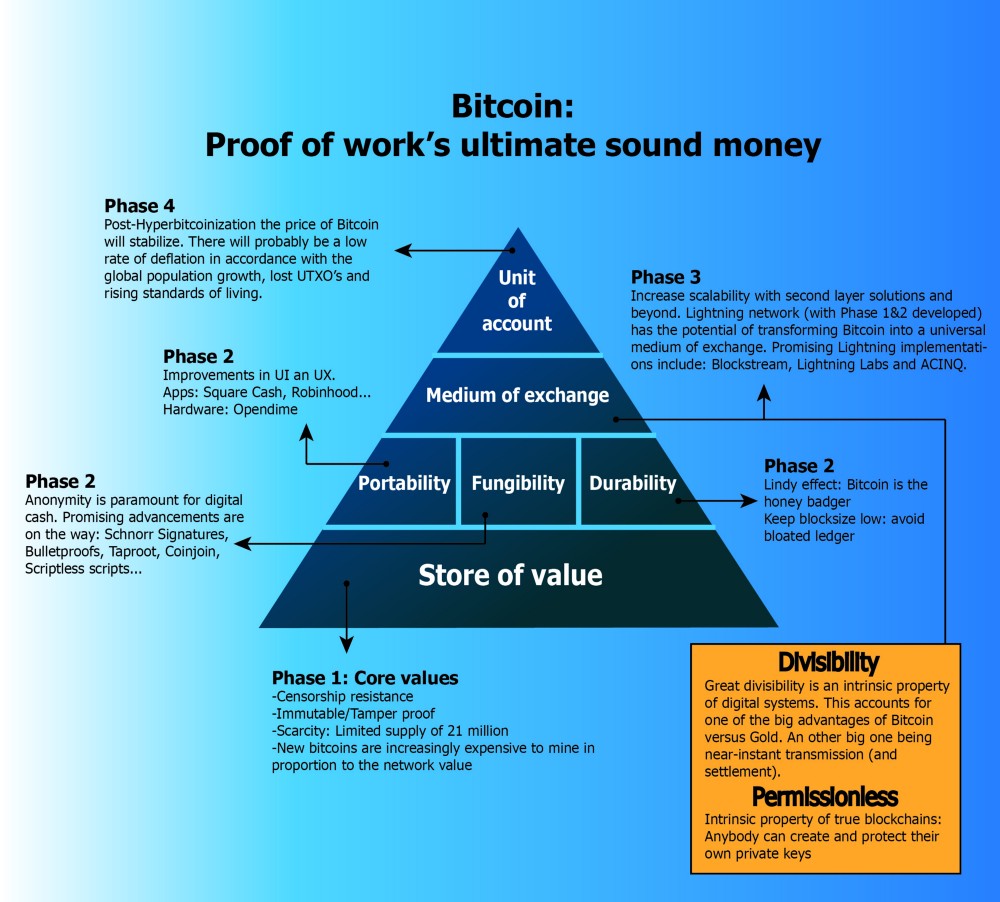 Bitcoin:
Proof of work's ultimate sound money
Phase 4
Post-Hyperbitcoinization the price of Bitcoin
will stabilize. There will probably be a low
rate of deflation in accordance with the
global population growth, lost UTXO's and
rising standards of living.
Unit
of
account
Phase 3
Increase scalability with second layer solutions and
beyond. Lightning network (with Phase 1&2 developed)
has the potential of transforming Bitcoin into a universal
medium of exchange. Promising Lightning implementati-
ons include: Blockstream, Lightning Labs and ACINQ.
Phase 2
Improvements in UI an UX.
Apps: Square Cash, Robinhood...
Hardware: Opendime
Medium of exchange
Phase 2
Anonymity is paramount for digital
cash. Promising advancements are
on the way: Schnorr Signatures,
Bulletproofs, Taproot, Coinjoin,
Scriptless scripts...
Portability
Fungibility
Durability
Phase 2
Lindy effect: Bitcoin is the
honey badger
Keep blocksize low: avoid
bloated ledger
Store of value
Phase 1: Core values
-Censorship resistance
-Immutable/Tamper proof
-Scarcity: Limited supply of 21 million
-New bitcoins are increasingly expensive to mine in
proportion to the network value
Divisibility
Great divisibility is an intrinsic property
of digital systems. This accounts for
one of the big advantages of Bitcoin
versus Gold. An other big one being
near-instant transmission (and
settlement).
Permissionless
Intrinsic property of true blockchains:
Anybody can create and protect their
own private keys